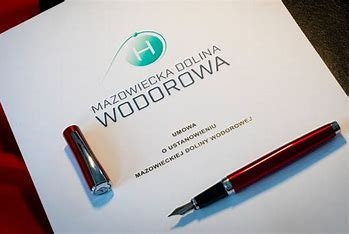 H
MAZOWIECKA DOLINA
WODOROWA
UMOWA
O USTANOWIENIU
MAZOWIECKIEJ DOLINY WODOROWEJ